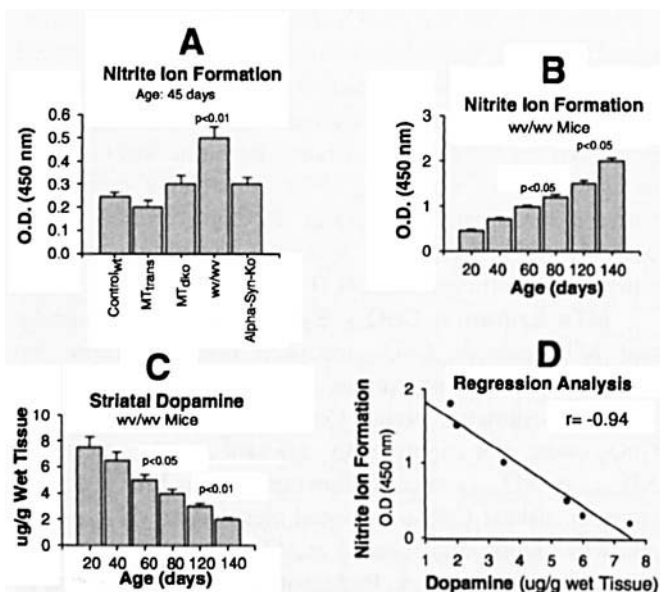 A
Nitrite Ion Formation
Age: 45 days
p<0.01
0.6
0.5
0.4
0.3
0.2
0.1
0.0
O.D. (450 nm)
Controlwt
MTtrans
MTdko
wv/wv
Alpha-Syn-Ko
B
Nitrite Ion Formation
wv/wv Mice
p<0.05
p<0.05
3
2
1
0
O.D. (450 nm)
20 40 60 80 120 140
Age (days)
C
Striatal Dopamine
wv/wv Mice
p<0.05
p<0.01
10
8
6
4
2
0
ug/g Wet Tissue
20 40 60 80 120 140
Age (days)
D
Regression Analysis
r= -0.94
2
1
0
Nitrite Ion Formation
O.D (450 nm)
1 2 3 4 5 6 7 8
Dopamine (ug/g wet Tissue)